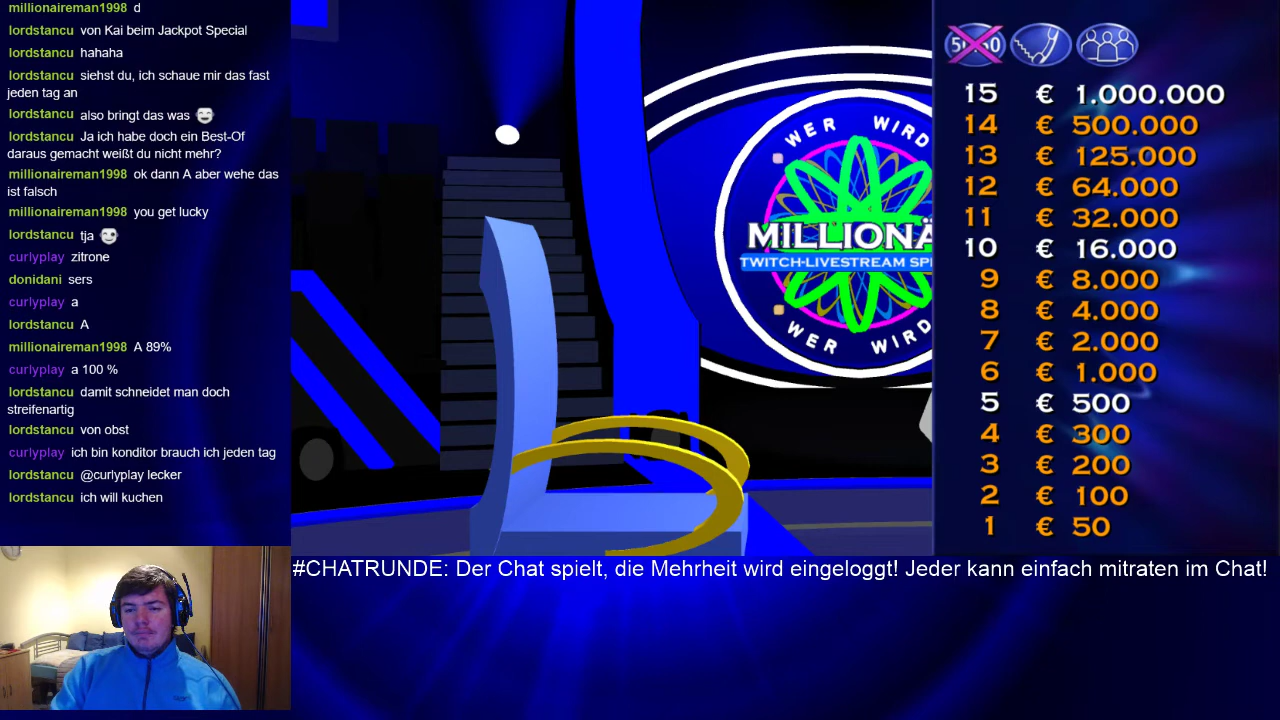 millionaireman1998 d
lordstancu von Kai beim Jackpot Special
lordstancu hahaha
lordstancu siehst du, ich schaue mir das fast
jeden tag an
lordstancu also bringt das was
lordstancu Ja ich habe doch ein Best-Of
daraus gemacht weißt du nicht mehr?
millionaireman1998 ok dann A aber wehe das
ist falsch
millionaireman1998 you get lucky
lordstancu tja
curlyplay zitrone
donidani sers
curlyplay a
lordstancu A
millionaireman1998 A 89%
curlyplay a 100 %
lordstancu damit schneidet man doch
streifenartig
lordstancu von obst
curlyplay ich bin konditor brauch ich jeden tag
lordstancu @curlyplay lecker
lordstancu ich will kuchen
WER WIRD
MILLIONÄ
TWITCH-LIVESTREAM SPE
WER WIRD
15 € 1.000.000
14 € 500.000
13 € 125.000
12 € 64.000
11 € 32.000
10 € 16.000
9 € 8.000
8 € 4.000
7 € 2.000
6 € 1.000
5 € 500
4 € 300
3 € 200
2 € 100
1 € 50
#CHATRUNDE: Der Chat spielt, die Mehrheit wird eingeloggt! Jeder kann einfach mitraten im Chat!